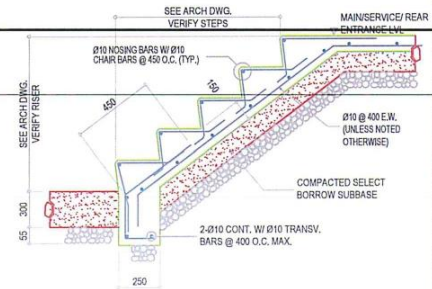 SEE ARCH DWG.
VERIFY STEPS
MAIN/SERVICE/ REAR
ENTRANCE LVL
Ø10 NOSING BARS W/ Ø10
CHAIR BARS @ 450 O.C. (TYP.)
SEE ARCH DWG.
VERIFY RISER
450
150
Ø10 @ 400 E.W.
(UNLESS NOTED
OTHERWISE)
COMPACTED SELECT
BORROW SUBBASE
300
55
2-Ø10 CONT. W/ Ø10 TRANSV.
BARS @ 400 O.C. MAX.
250